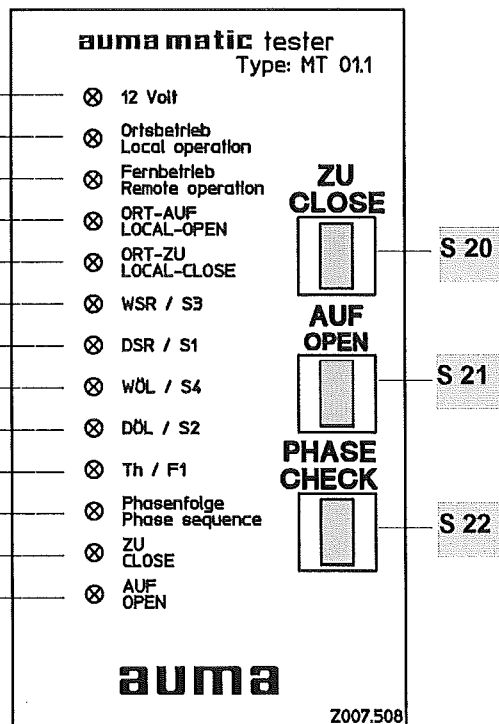 auma matic tester
Type: MT 01.1
12 Volt
Ortsbetrieb
Local operation
Fernbetrieb
Remote operation
ORT-AUF
LOCAL-OPEN
ORT-ZU
LOCAL-CLOSE
WSR / S3
DSR / S1
WÖL / S4
DÖL / S2
Th / F1
Phasenfolge
Phase sequence
ZU
CLOSE
AUF
OPEN
ZU
CLOSE
S 20
AUF
OPEN
S 21
PHASE
CHECK
S 22
auma
Z007.508